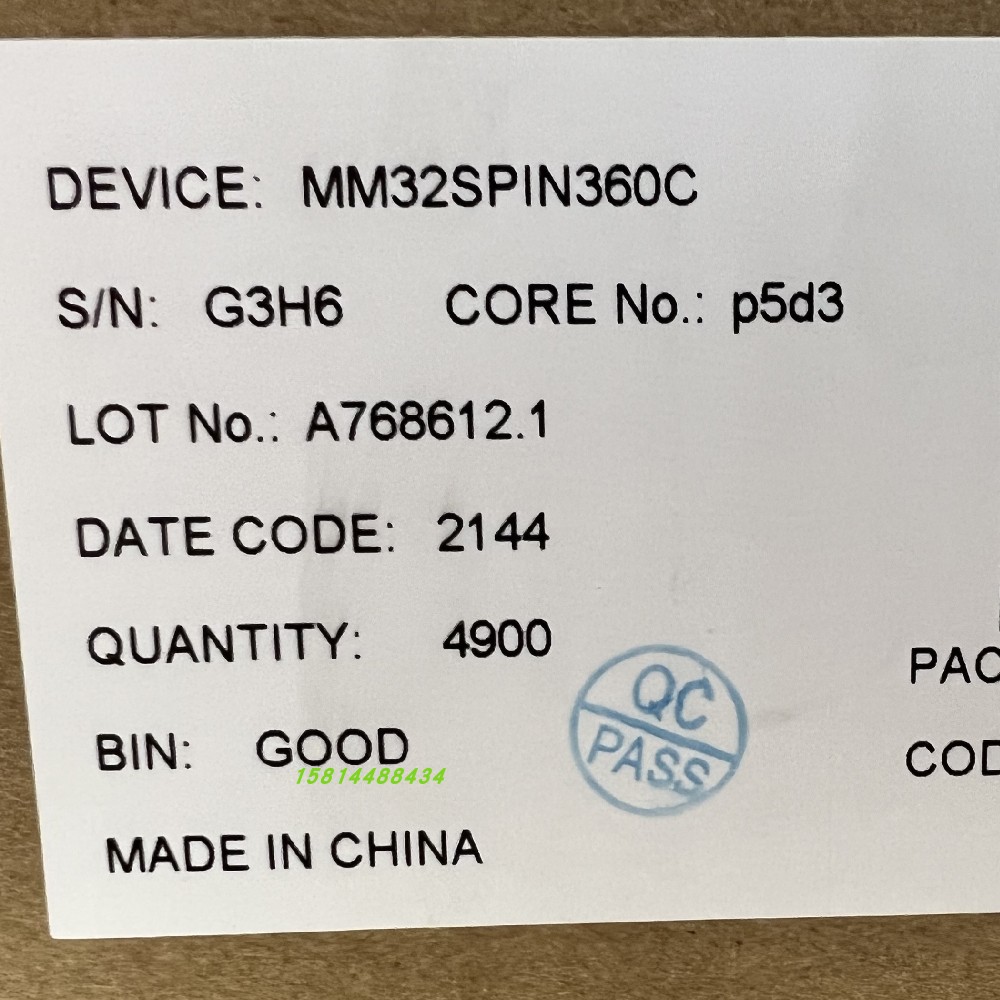 DEVICE: MM32SPIN360C
S/N: G3H6 CORE No.: p5d3
LOT No.: A768612.1
DATE CODE: 2144
QUANTITY: 4900
QC
PASS
PAC
BIN: GOOD
COD
15814488434
MADE IN CHINA